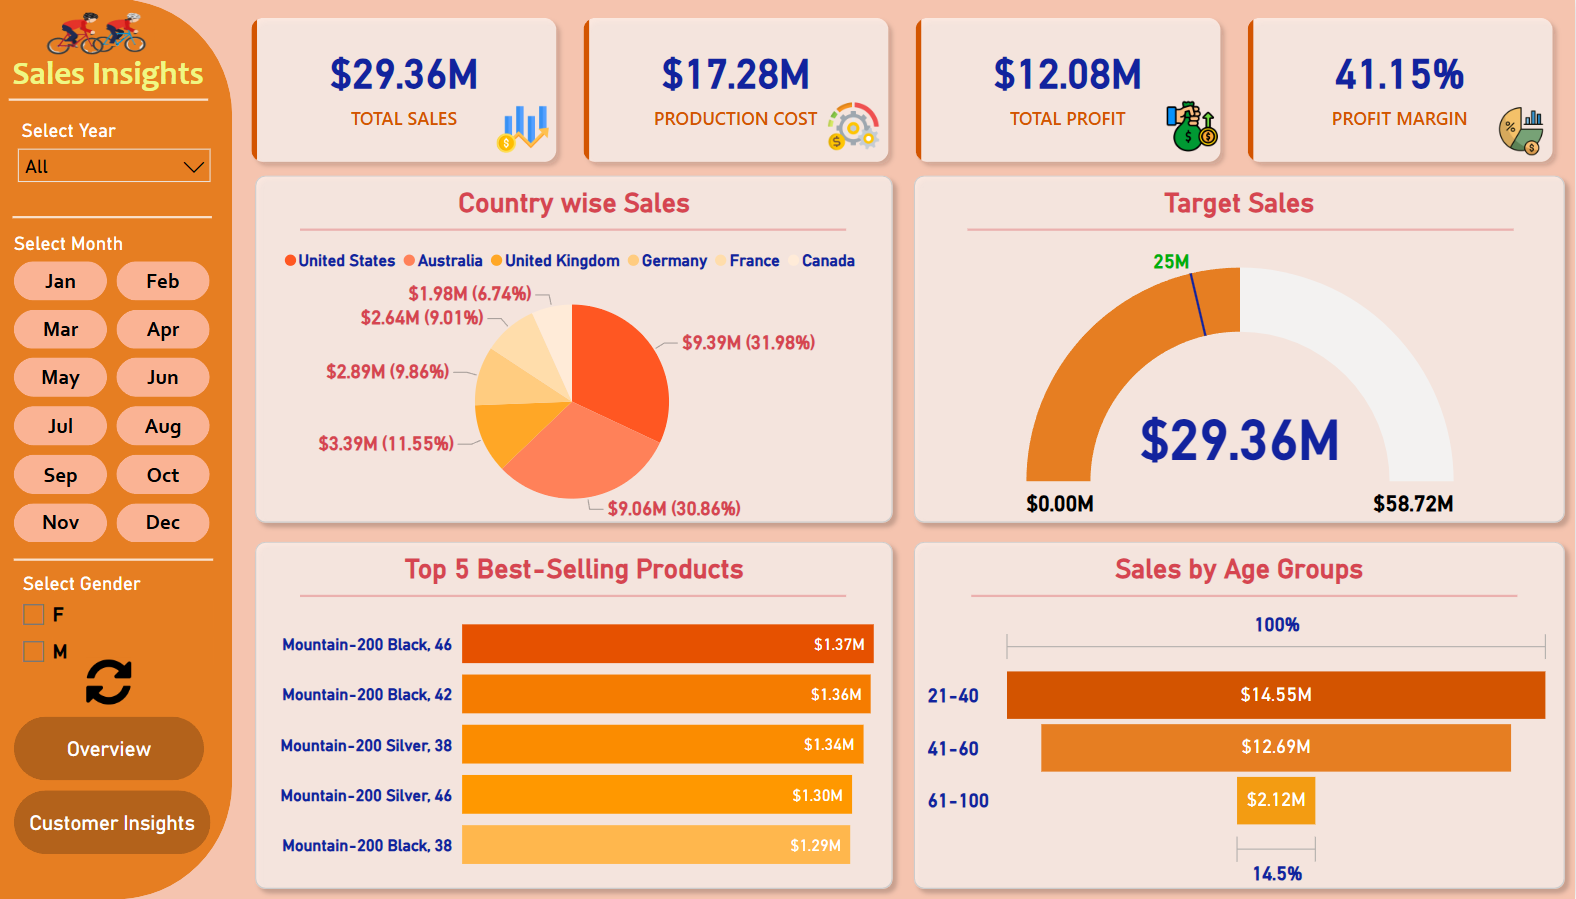 Sales Insights
Select Year
All
Select Month
Jan Feb
Mar Apr
May Jun
Jul Aug
Sep Oct
Nov Dec
Select Gender
F
M
Overview
Customer Insights
$29.36M
TOTAL SALES
$
$17.28M
PRODUCTION COST
$
$12.08M
TOTAL PROFIT
$ $
41.15%
PROFIT MARGIN
%
$
Country wise Sales
United States Australia United Kingdom Germany France Canada
$1.98M (6.74%)
$2.64M (9.01%)
$9.39M (31.98%)
$2.89M (9.86%)
$3.39M (11.55%)
$9.06M (30.86%)
Target Sales
25M
$29.36M
$0.00M $58.72M
Top 5 Best-Selling Products
Mountain-200 Black, 46 $1.37M
Mountain-200 Black, 42 $1.36M
Mountain-200 Silver, 38 $1.34M
Mountain-200 Silver, 46 $1.30M
Mountain-200 Black, 38 $1.29M
Sales by Age Groups
100%
21-40 $14.55M
41-60 $12.69M
61-100 $2.12M
14.5%